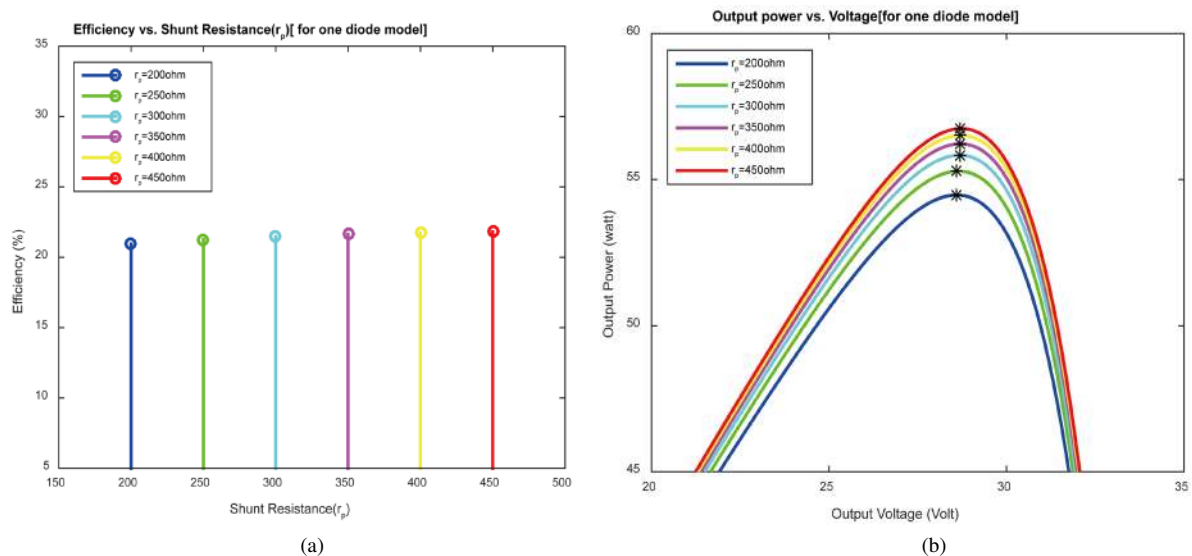 Efficiency vs. Shunt Resistance(rp)[ for one diode model]
35
30
25
20
15
10
5
rp=200ohm
rp=250ohm
rp=300ohm
rp=350ohm
rp=400ohm
rp=450ohm
Efficiency (%)
150 200 250 300 350 400 450 500
Shunt Resistance(rp)
(a)
Output power vs. Voltage[for one diode model]
60
55
50
45
rp=200ohm
rp=250ohm
rp=300ohm
rp=350ohm
rp=400ohm
rp=450ohm
Output Power (watt)
20 25 30 35
Output Voltage (Volt)
(b)